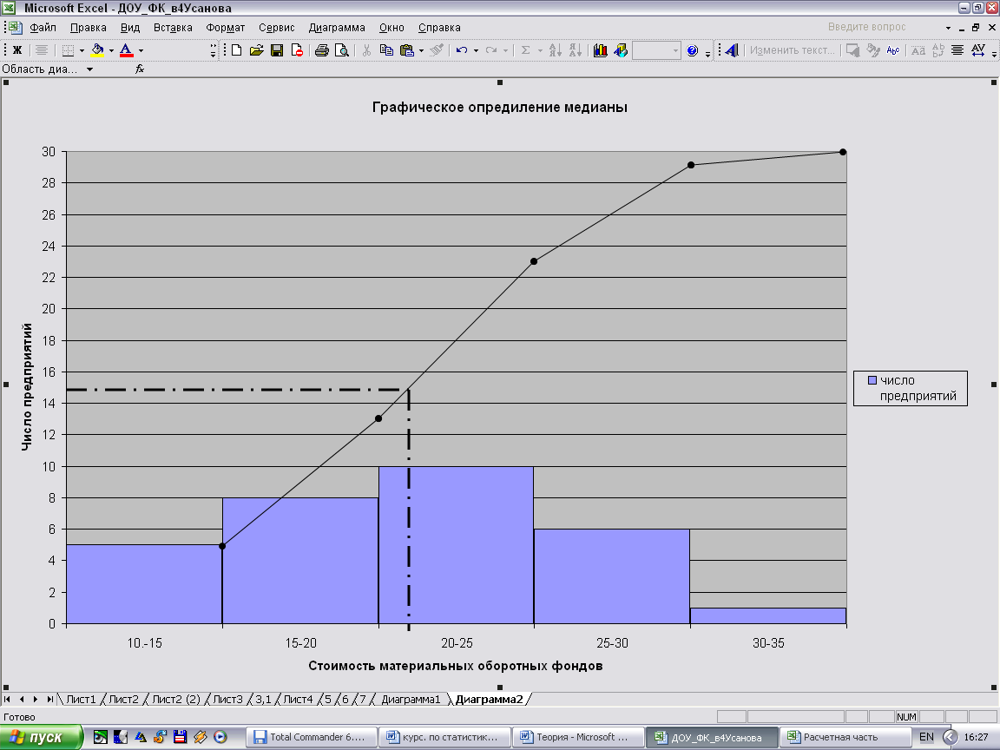 Microsoft Excel - ДОУ_ФК_в4Усанова
Файл Правка Вид Вставка Формат Сервис Диаграмма Окно Справка Введите вопрос
Ж А Σ Изменить текст... Abc Аа AV
Область диа... fx
Графическое опредиление медианы
30
28
26
24
22
20
18
16
14
12
10
8
6
4
2
0
Число предприятий
число
предприятий
10.-15 15-20 20-25 25-30 30-35
Стоимость материальных оборотных фондов
Лист1 Лист2 Лист2 (2) Лист3 3,1 Лист4 5 6 7 Диаграмма1 Диаграмма2
Готово NUM
пуск Total Commander 6.... курс. по статистик... Теория - Microsoft ... ДОУ_ФК_в4Усанова Расчетная часть EN 16:27